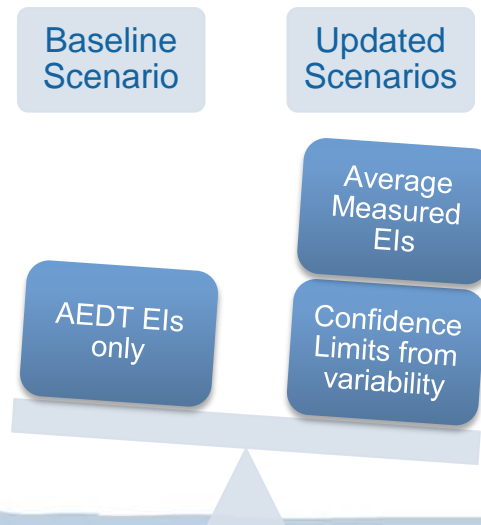 Baseline
Scenario
Updated
Scenarios
Average
Measured
EIs
AEDT EIs
only
Confidence
Limits from
variability